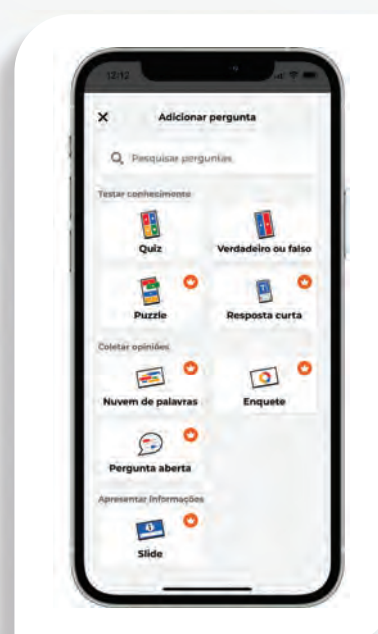 12:12
Adicionar pergunta
Pesquisar perguntas
Testar conhecimento
Quiz
Verdadeiro ou falso
Puzzle
Resposta curta
Coletar opiniões
Nuvem de palavras
Enquete
Pergunta aberta
Apresentar informações
Slide